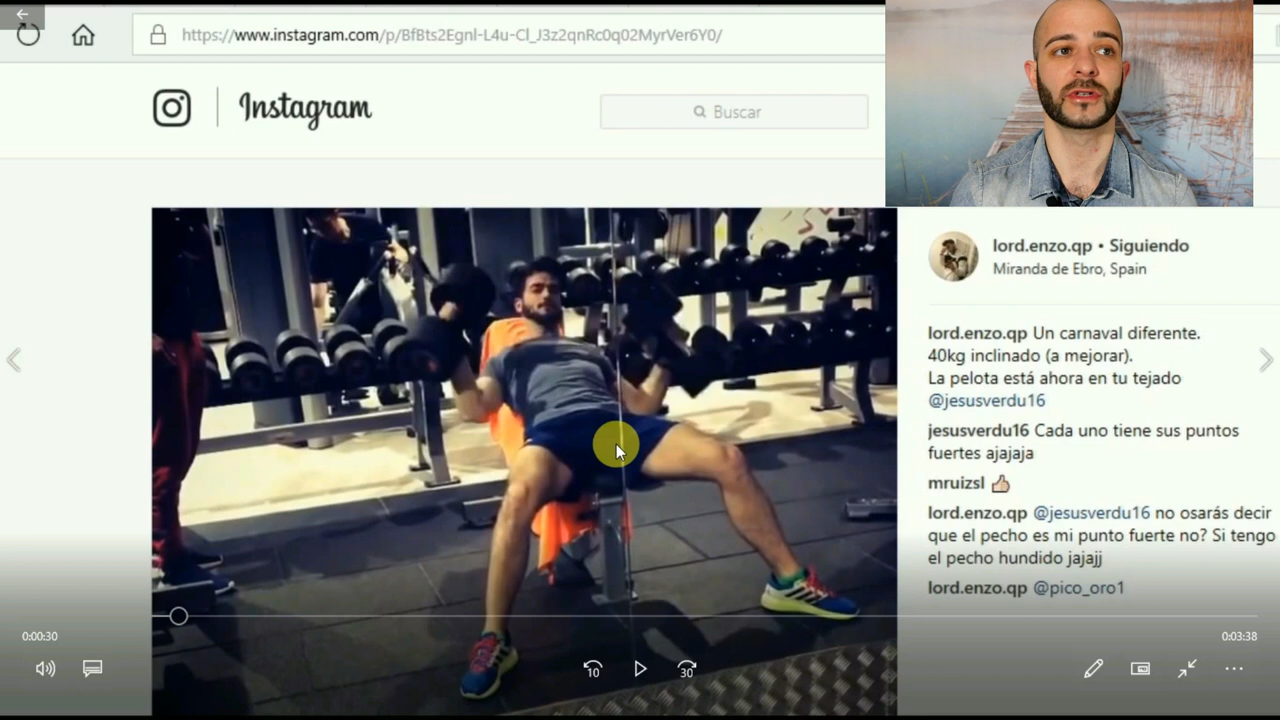 https://www.instagram.com/p/BfBts2Egnl-L4u-Cl_J3z2qnRc0q02MyrVer6Y0/
Instagram
Buscar
lord.enzo.qp • Siguiendo
Miranda de Ebro, Spain
lord.enzo.qp Un carnaval diferente.
40kg inclinado (a mejorar).
La pelota está ahora en tu tejado
@jesusverdu16
jesusverdu16 Cada uno tiene sus puntos
fuertes ajajaja
mruizsl 👍
lord.enzo.qp @jesusverdu16 no osarás decir
que el pecho es mi punto fuerte no? Si tengo
el pecho hundido jajajj
lord.enzo.qp @pico_oro1
0:00:30
0:03:38
10
30